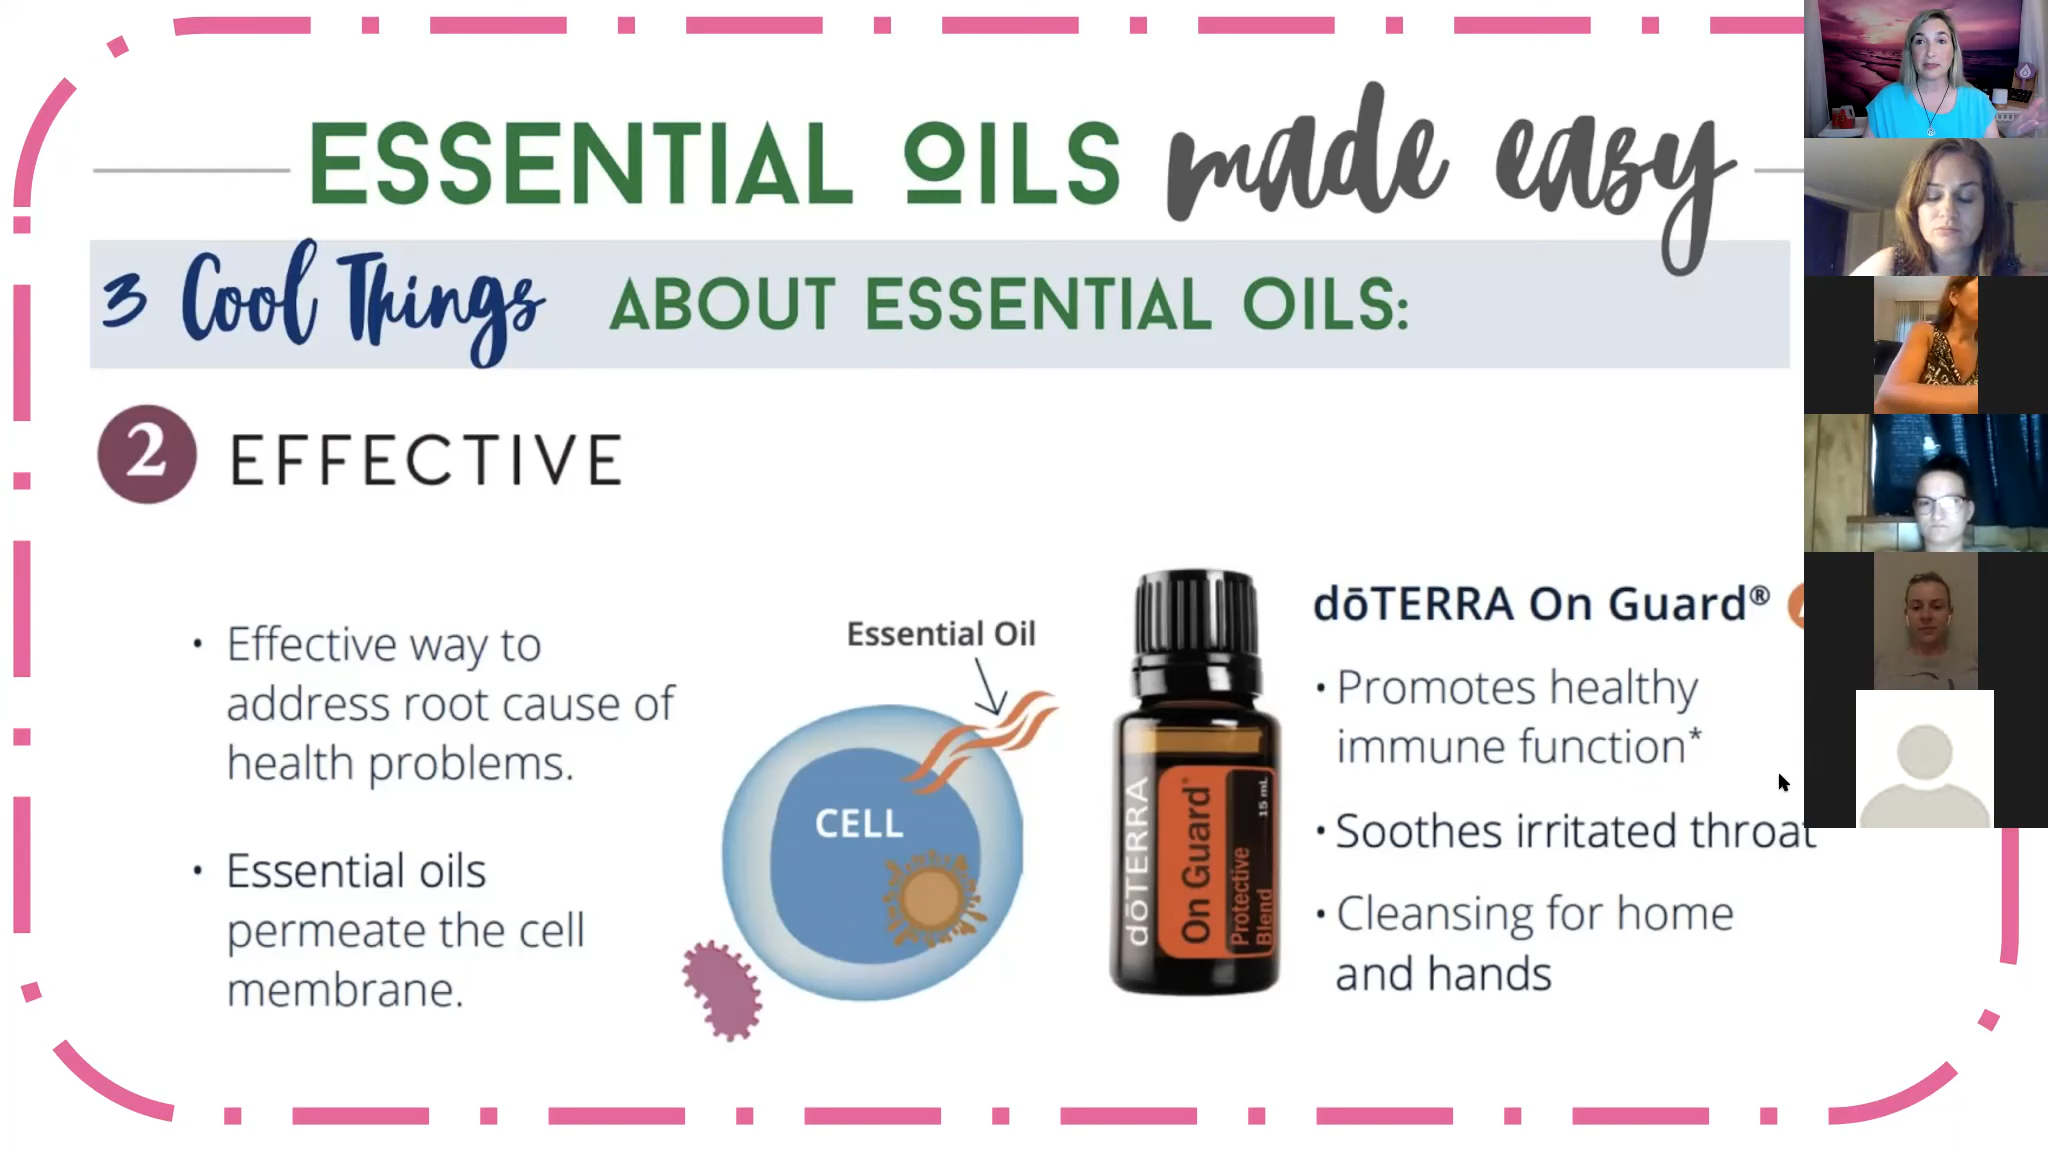 ESSENTIAL OILS made easy
3 Cool Things ABOUT ESSENTIAL OILS:
2 EFFECTIVE
• Effective way to
address root cause of
health problems.
• Essential oils
permeate the cell
membrane.
Essential Oil
CELL
dōTERRA
On Guard®
Protective
Blend
15 mL
dōTERRA On Guard®
• Promotes healthy
immune function*
• Soothes irritated throat
• Cleansing for home
and hands